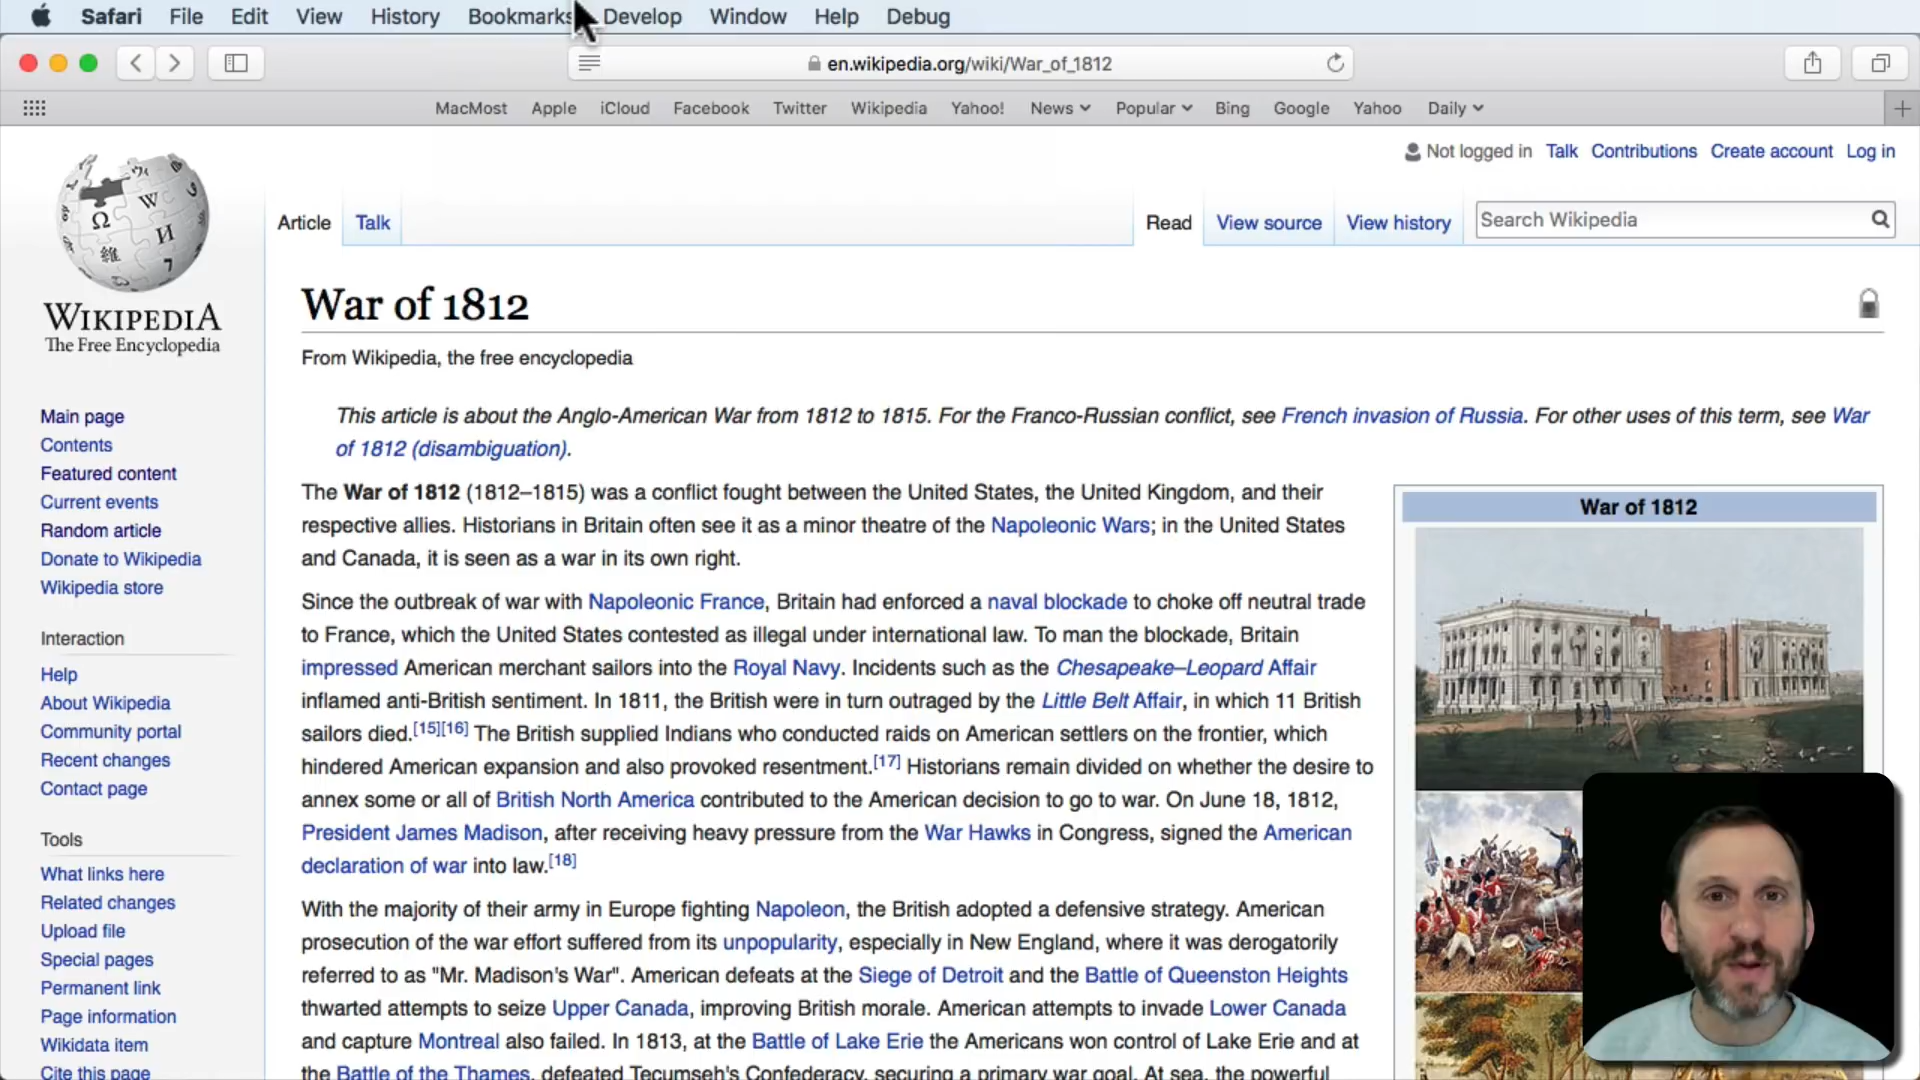 Safari File Edit View History Bookmarks Develop Window Help Debug
en.wikipedia.org/wiki/War_of_1812
MacMost Apple iCloud Facebook Twitter Wikipedia Yahoo! News Popular Bing Google Yahoo Daily
Not logged in Talk Contributions Create account Log in
Article Talk Read View source View history Search Wikipedia
WIKIPEDIA
The Free Encyclopedia
Main page
Contents
Featured content
Current events
Random article
Donate to Wikipedia
Wikipedia store
Interaction
Help
About Wikipedia
Community portal
Recent changes
Contact page
Tools
What links here
Related changes
Upload file
Special pages
Permanent link
Page information
Wikidata item
Cite this page
War of 1812
From Wikipedia, the free encyclopedia
This article is about the Anglo-American War from 1812 to 1815. For the Franco-Russian conflict, see French invasion of Russia. For other uses of this term, see War
of 1812 (disambiguation).
The War of 1812 (1812–1815) was a conflict fought between the United States, the United Kingdom, and their
respective allies. Historians in Britain often see it as a minor theatre of the Napoleonic Wars; in the United States
and Canada, it is seen as a war in its own right.
Since the outbreak of war with Napoleonic France, Britain had enforced a naval blockade to choke off neutral trade
to France, which the United States contested as illegal under international law. To man the blockade, Britain
impressed American merchant sailors into the Royal Navy. Incidents such as the Chesapeake–Leopard Affair
inflamed anti-British sentiment. In 1811, the British were in turn outraged by the Little Belt Affair, in which 11 British
sailors died.[15][16] The British supplied Indians who conducted raids on American settlers on the frontier, which
hindered American expansion and also provoked resentment.[17] Historians remain divided on whether the desire to
annex some or all of British North America contributed to the American decision to go to war. On June 18, 1812,
President James Madison, after receiving heavy pressure from the War Hawks in Congress, signed the American
declaration of war into law.[18]
With the majority of their army in Europe fighting Napoleon, the British adopted a defensive strategy. American
prosecution of the war effort suffered from its unpopularity, especially in New England, where it was derogatorily
referred to as "Mr. Madison's War". American defeats at the Siege of Detroit and the Battle of Queenston Heights
thwarted attempts to seize Upper Canada, improving British morale. American attempts to invade Lower Canada
and capture Montreal also failed. In 1813, at the Battle of Lake Erie the Americans won control of Lake Erie and at
the Battle of the Thames, defeated Tecumseh's Confederacy, securing a primary war goal. At sea, the powerful
War of 1812